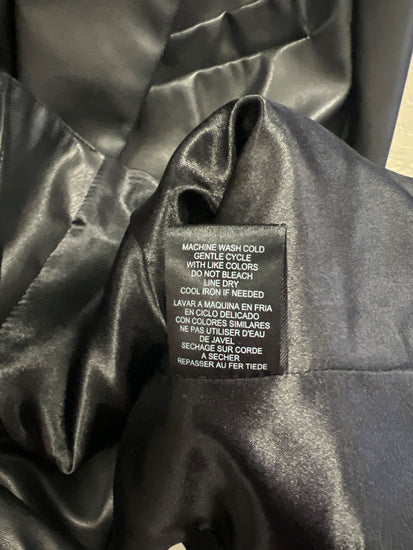 MACHINE WASH COLD
GENTLE CYCLE
WITH LIKE COLORS
DO NOT BLEACH
LINE DRY
COOL IRON IF NEEDED
LAVAR A MAQUINA EN FRIA
EN CICLO DELICADO
CON COLORES SIMILARES
NE PAS UTILISER D'EAU
DE JAVEL
SECHAGE SUR CORDE
A SECHER
REPASSER AU FER TIEDE